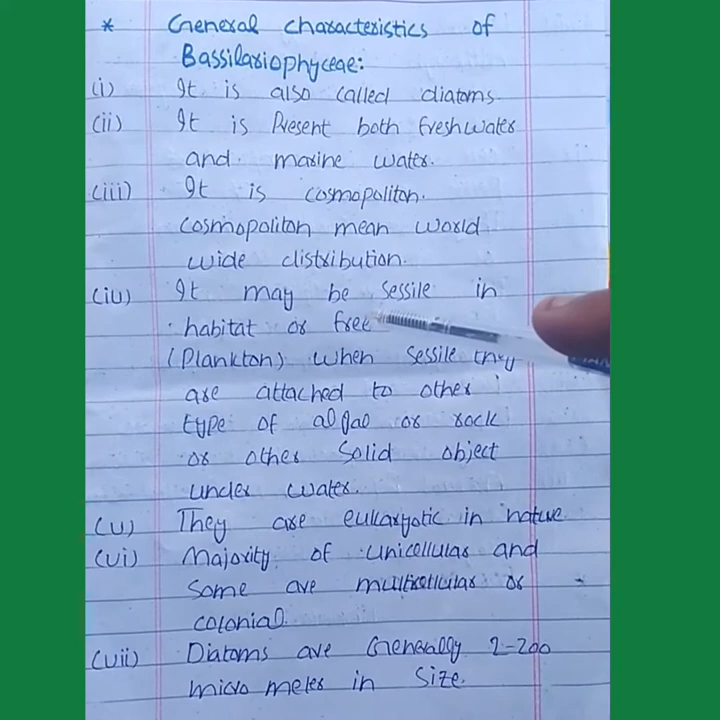 * General characteristics of
Bassilariophyceae:
(i) It is also called diatoms
(ii) It is Present both freshwater
and marine water.
(iii) It is cosmopoliton.
cosmopoliton mean world
wide distribution.
(iv) It may be sessile in
habitat or free
(Plankton) when sessile they
are attached to other
type of algae or rock
or other solid object
under water.
(v) They are eukaryotic in nature
(vi) Majority of unicellular and
some are multicellular or
colonial.
(vii) Diatoms are Generally 2-200
micro meter in size.